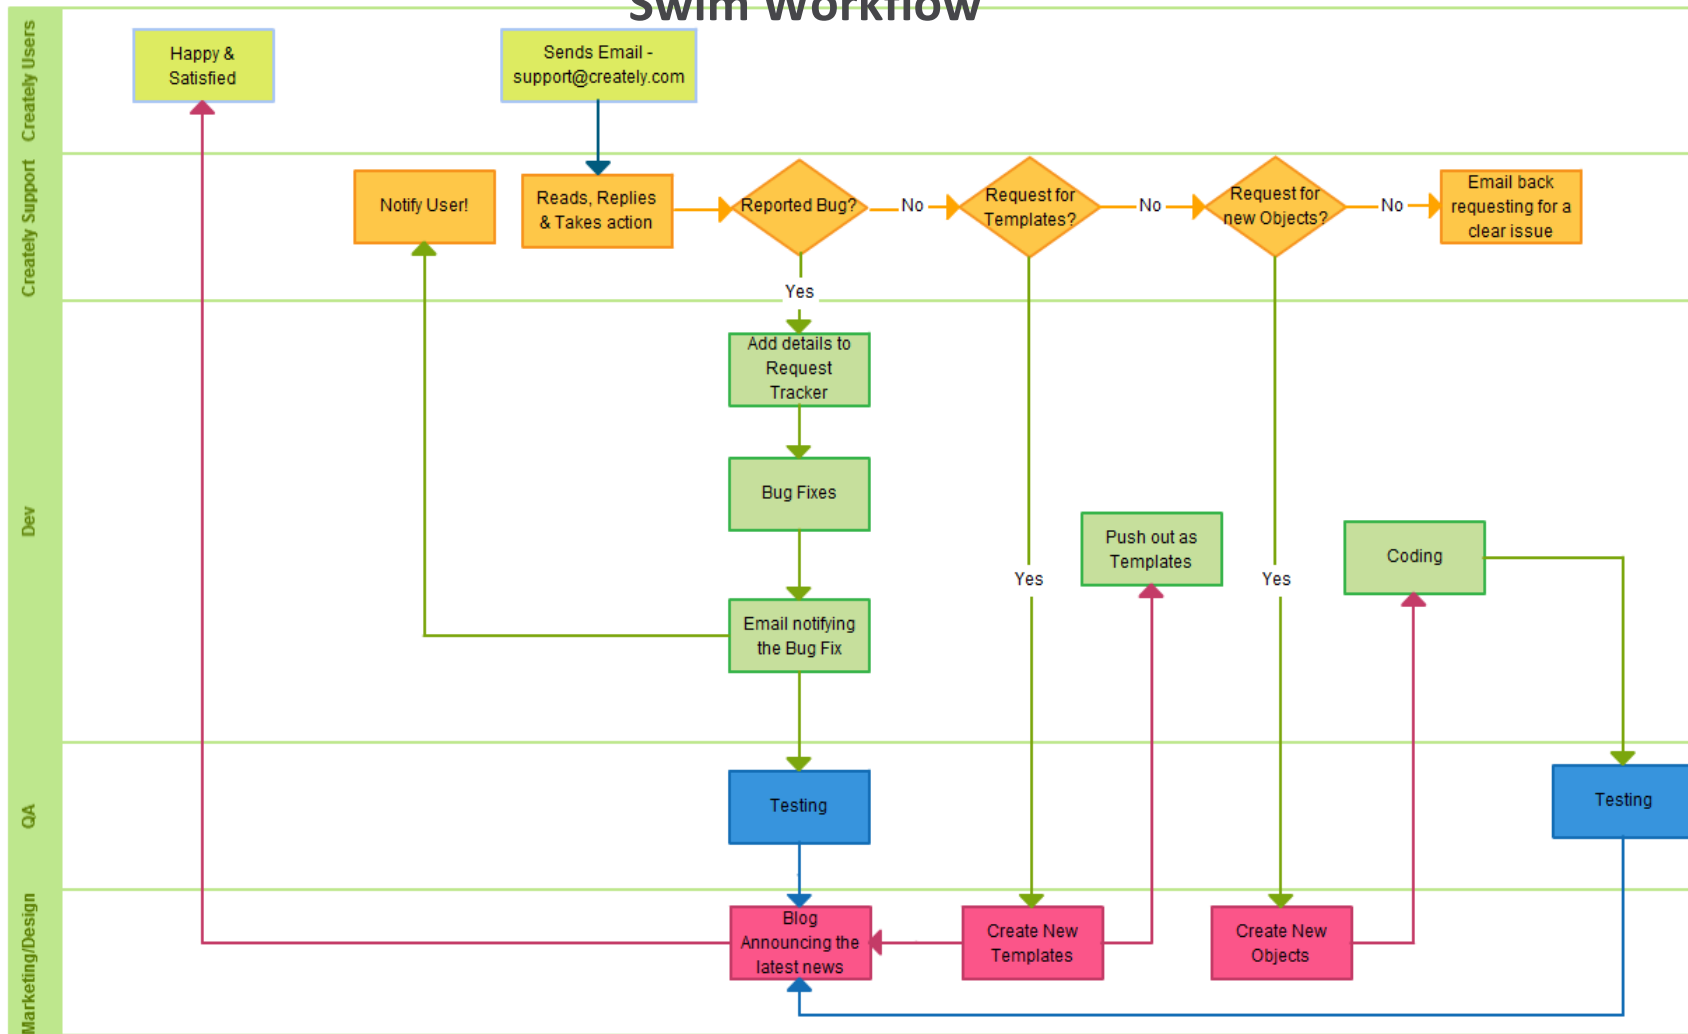 Swim Workflow
Creately Users
Happy &
Satisfied
Sends Email -
support@creately.com
Creately Support
Notify User!
Reads, Replies
& Takes action
Reported Bug?
No
Request for
Templates?
No
Request for
new Objects?
No
Email back
requesting for a
clear issue
Yes
Dev
Add details to
Request
Tracker
Bug Fixes
Push out as
Templates
Coding
Yes
Yes
Email notifying
the Bug Fix
QA
Testing
Testing
Marketing/Design
Blog
Announcing the
latest news
Create New
Templates
Create New
Objects